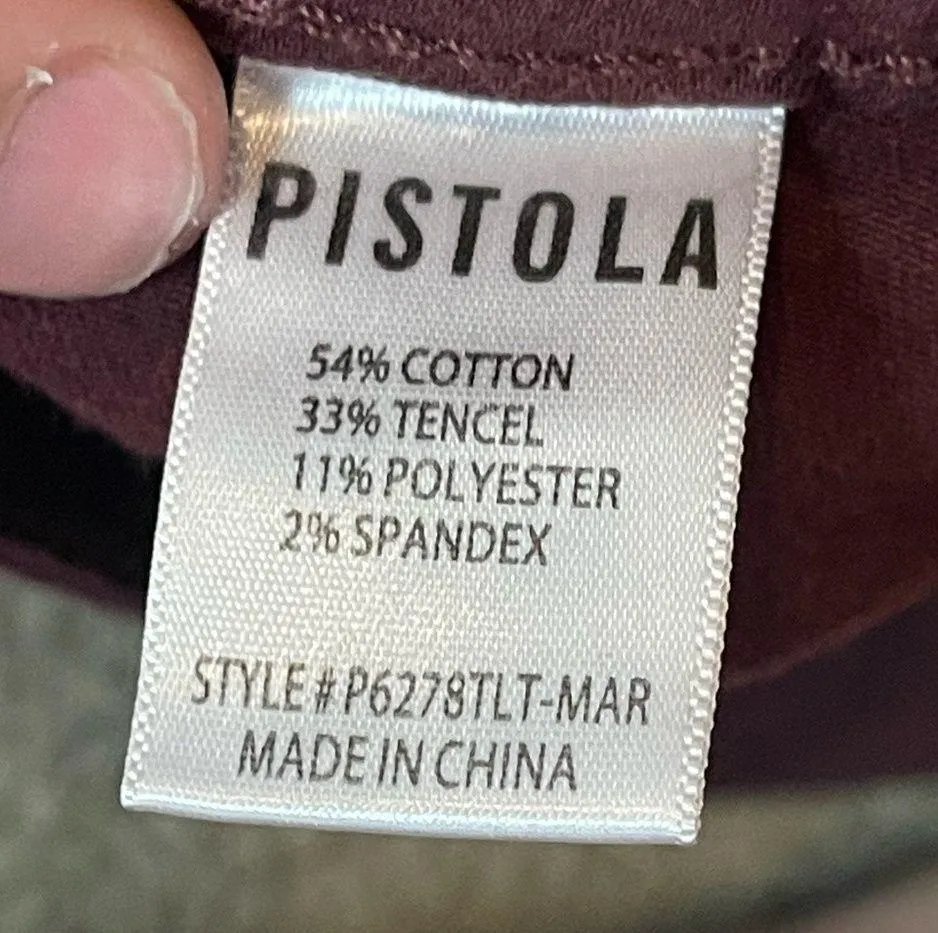 PISTOLA
54% COTTON
33% TENCEL
11% POLYESTER
2% SPANDEX
STYLE#P6278TLT-MAR
MADE IN CHINA